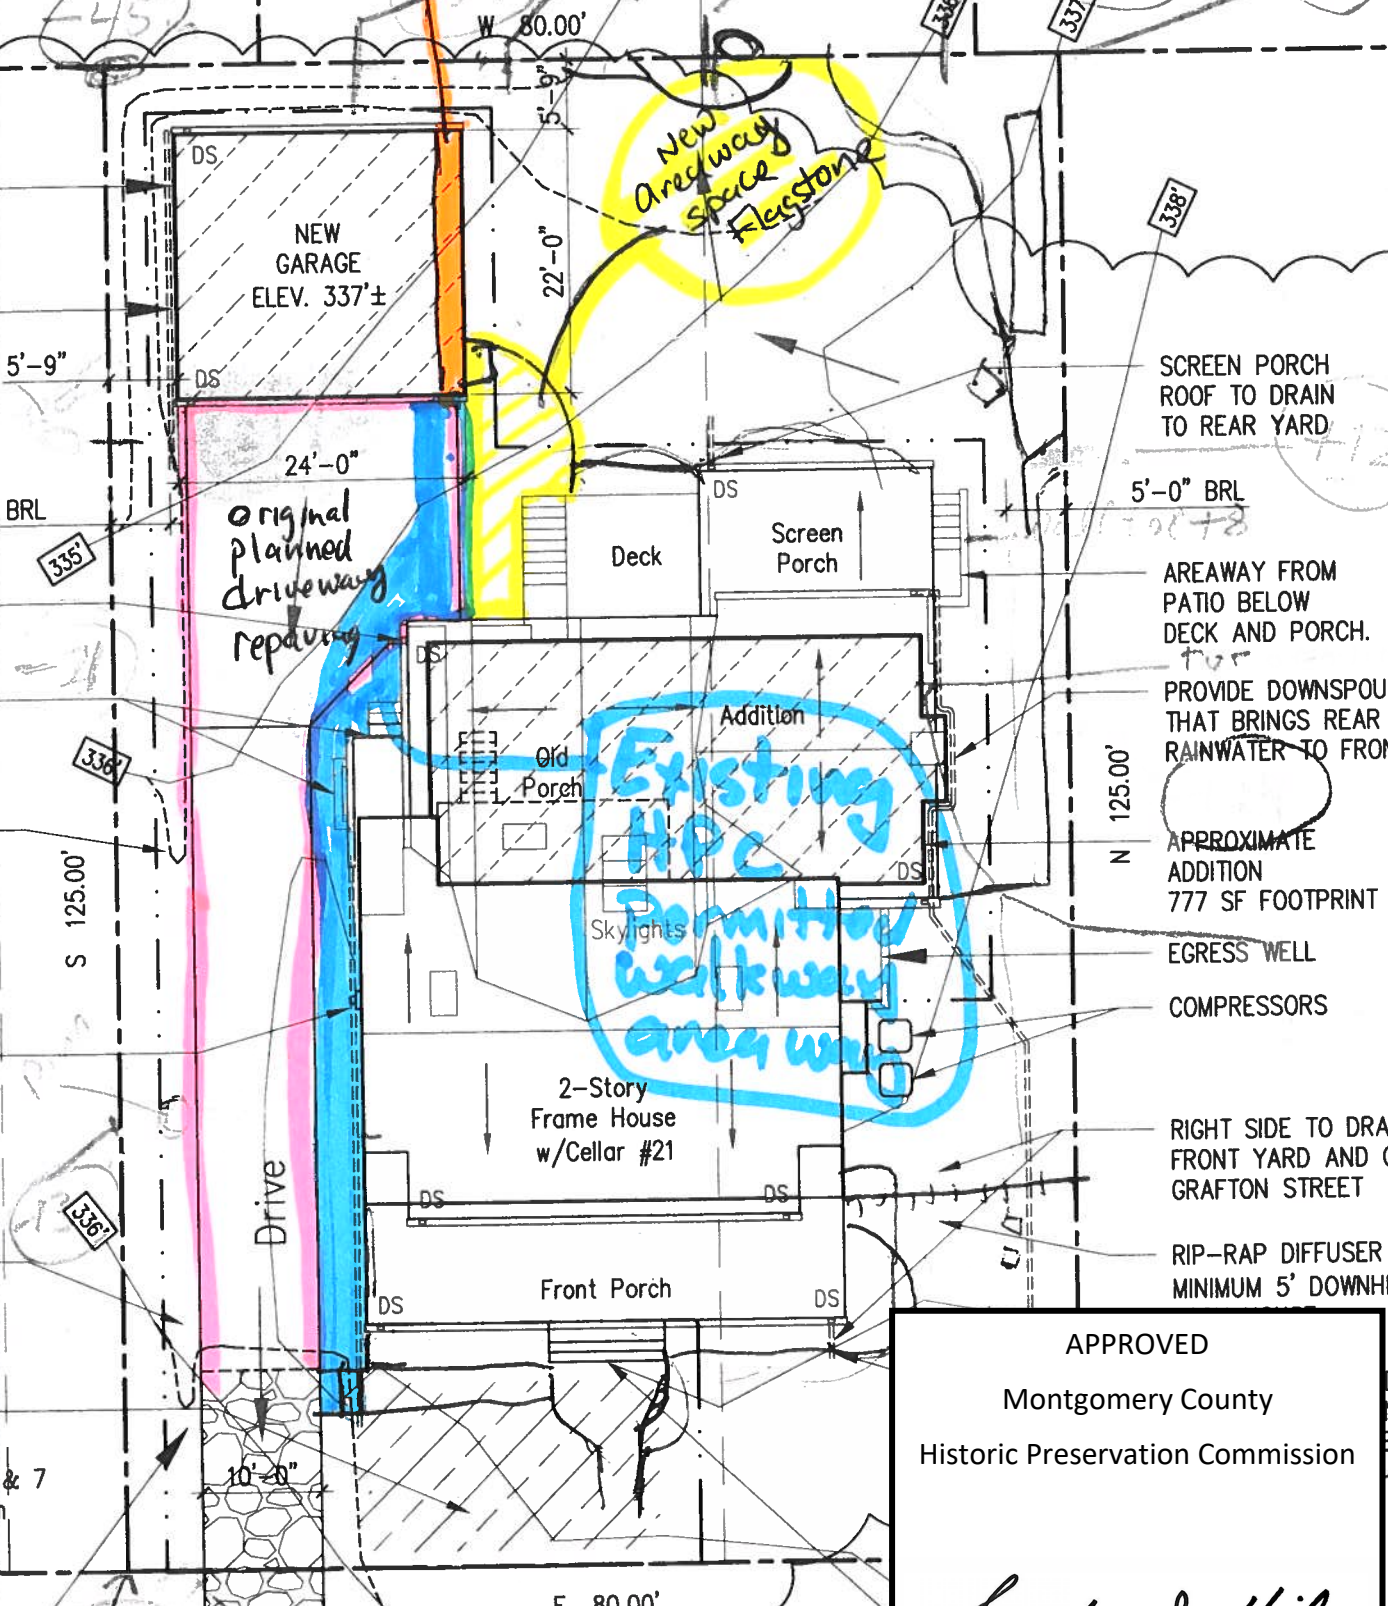 W 80.00'
338'
337'
5'-9"
DS
New
Areaway
space
Flagstone
NEW
GARAGE
ELEV. 337'±
22'-0"
338'
5'-9"
DS
SCREEN PORCH
ROOF TO DRAIN
TO REAR YARD
24'-0"
DS
5'-0" BRL
BRL
original
planned
driveway
repaving
335'
Deck
Screen
Porch
AREAWAY FROM
PATIO BELOW
DECK AND PORCH.
DS
PROVIDE DOWNSPOU
THAT BRINGS REAR
RAINWATER TO FRON
Addition
Old
Porch
336'
Existing
HPC
Permitted
walkway
area way
N 125.00'
APPROXIMATE
ADDITION
777 SF FOOTPRINT
DS
S 125.00'
Skylights
EGRESS WELL
COMPRESSORS
2-Story
Frame House
w/Cellar #21
RIGHT SIDE TO DRA
FRONT YARD AND
GRAFTON STREET
Drive
336'
DS
DS
RIP-RAP DIFFUSER
MINIMUM 5' DOWNH
Front Porch
DS
DS
APPROVED
Montgomery County
Historic Preservation Commission
10'-0"
& 7
E 80.00'